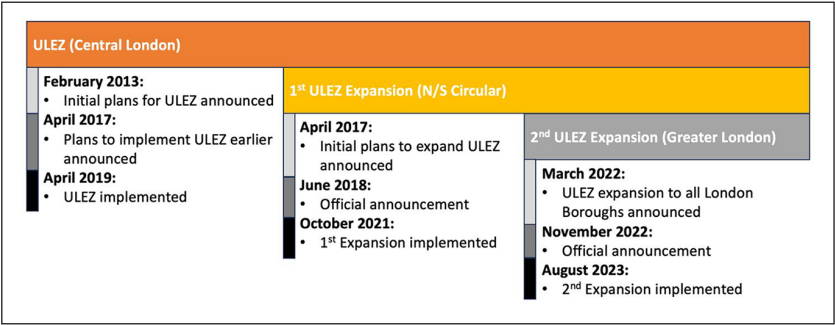 ULEZ (Central London)
February 2013:
• Initial plans for ULEZ announced
April 2017:
• Plans to implement ULEZ earlier
announced
April 2019:
• ULEZ implemented
1st ULEZ Expansion (N/S Circular)
April 2017:
• Initial plans to expand ULEZ
announced
June 2018:
• Official announcement
October 2021:
• 1st Expansion implemented
2nd ULEZ Expansion (Greater London)
March 2022:
• ULEZ expansion to all London
Boroughs announced
November 2022:
• Official announcement
August 2023:
• 2nd Expansion implemented